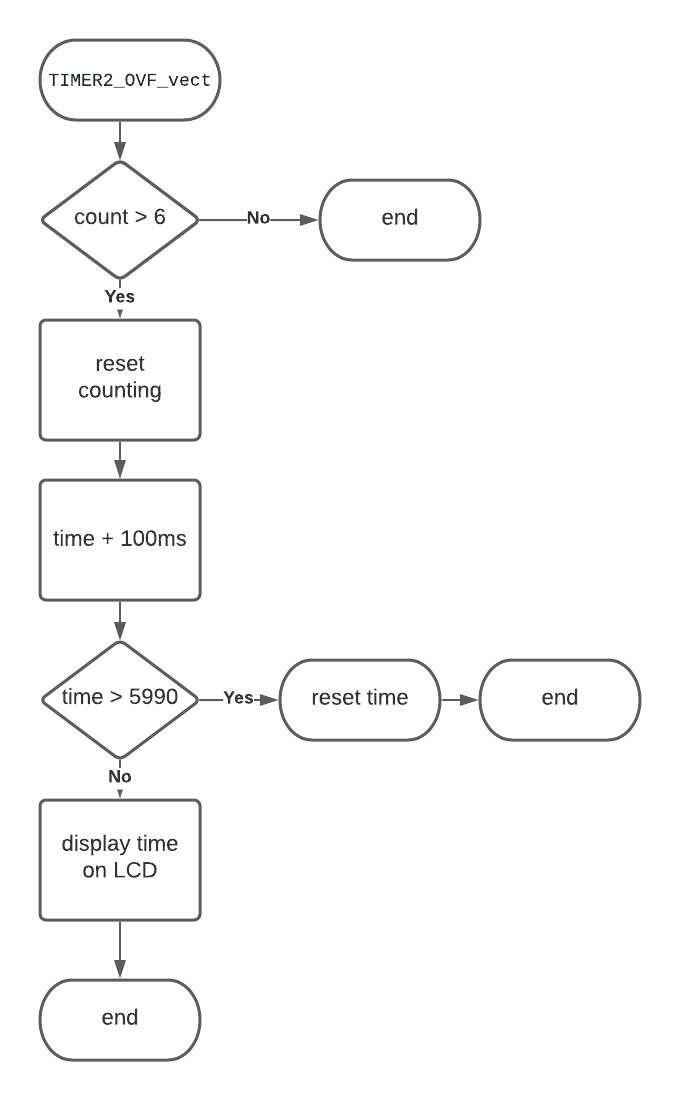 TIMER2_OVF_vect
count > 6
No
end
Yes
reset
counting
time + 100ms
time > 5990
Yes
reset time
end
No
display time
on LCD
end